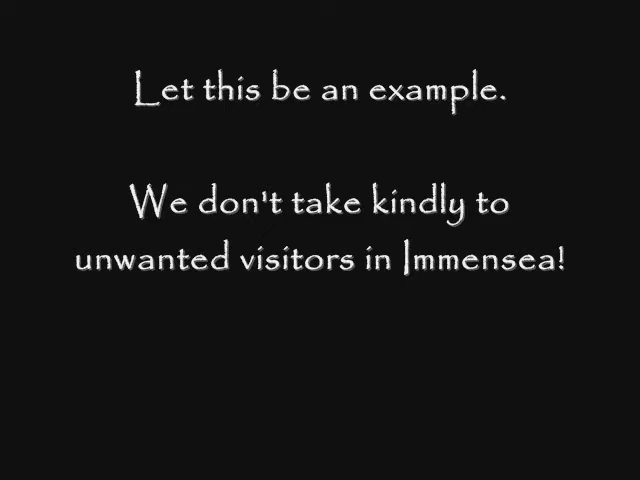 Let this be an example.
We don't take kindly to
unwanted visitors in Immensea!